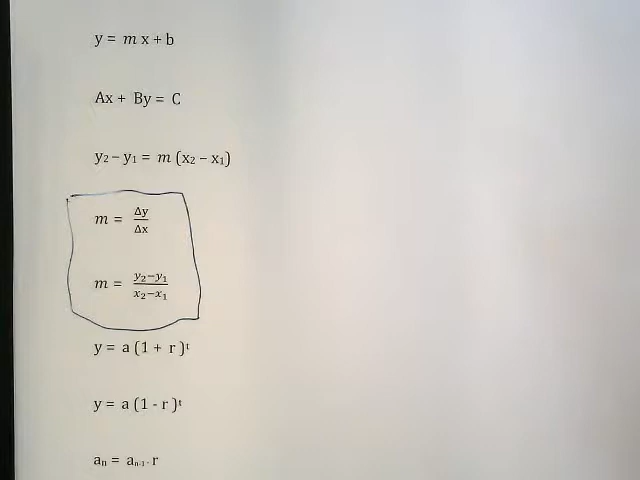 y = m x + b
Ax + By = C
y₂ − y₁ = m (x₂ − x₁)
m = Δy/Δx
m = y₂−y₁/x₂−x₁
y = a (1 + r )ᵗ
y = a (1 - r )ᵗ
aₙ = aₙ₋₁ · r